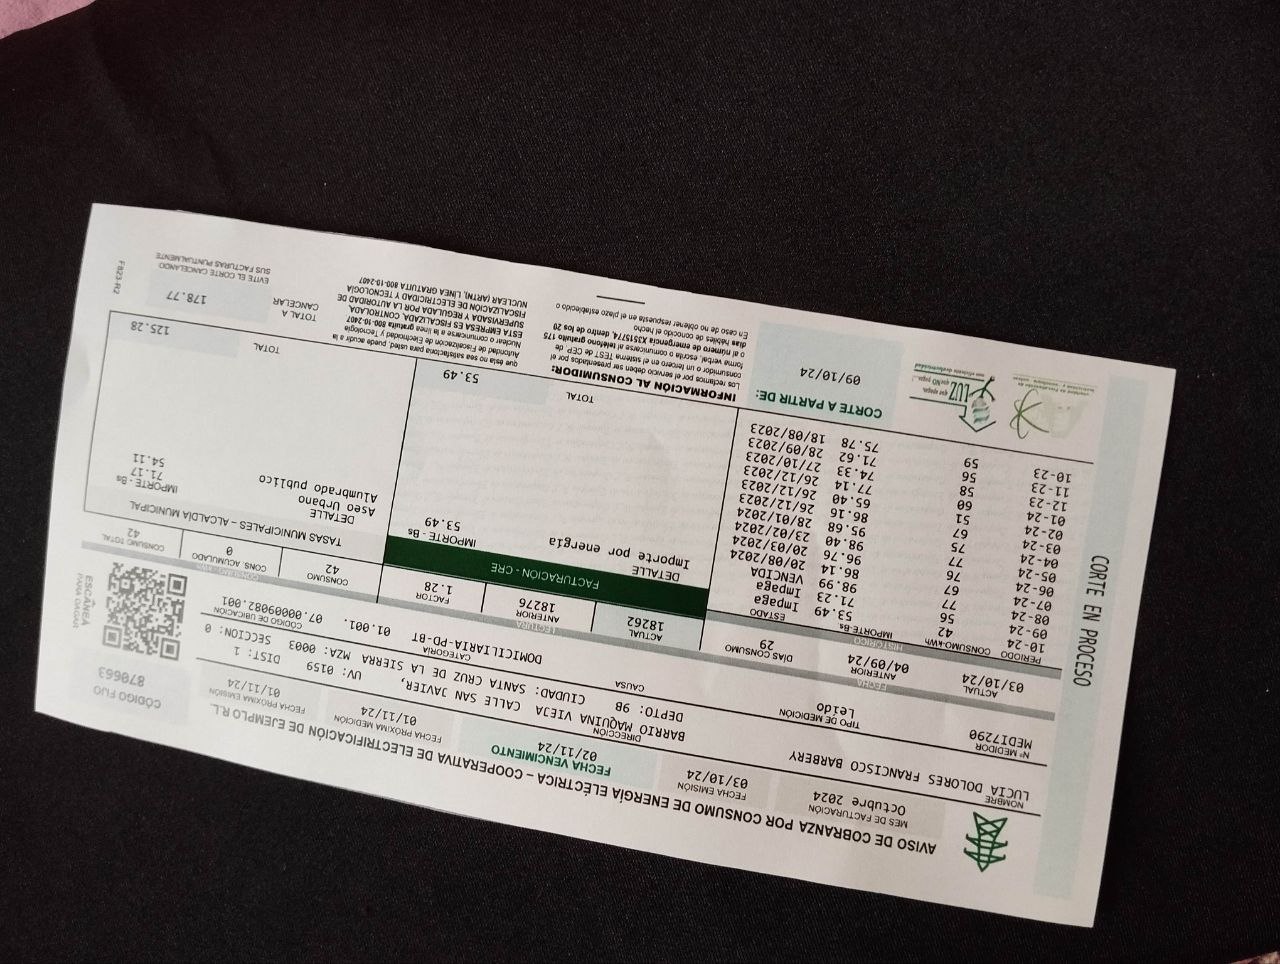 AVISO DE COBRANZA POR CONSUMO DE ENERGÍA ELÉCTRICA – COOPERATIVA DE ELECTRIFICACIÓN DE EJEMPLO R.L.
MES DE FACTURACIÓN
Octubre 2024
FECHA EMISIÓN
03/10/24
FECHA VENCIMIENTO
02/11/24
FECHA PRÓXIMA MEDICIÓN
01/11/24
FECHA PRÓXIMA EMISIÓN
01/11/24
CÓDIGO FIJO
870663
NOMBRE
LUCIA DOLORES FRANCISCO BARBERY
DIRECCIÓN
BARRIO MAQUINA VIEJA CALLE SAN JAVIER,
UV: 0159 DIST: 1
DEPTO: 9B CIUDAD: SANTA CRUZ DE LA SIERRA MZA: 0003 SECCION: 0
Nº MEDIDOR
MEDI7290
TIPO DE MEDICIÓN
Leido
CAUSA
CATEGORÍA
DOMICILIARIA-PD-BT
CÓDIGO DE UBICACIÓN
01.001. 07.00009082.001
ESCANEA
PARA PAGAR
FECHA
ACTUAL
03/10/24
ANTERIOR
04/09/24
DÍAS CONSUMO
29
LECTURA
ACTUAL
18262
ANTERIOR
18276
FACTOR
1.28
CONSUMO - kWh
CONSUMO
42
CONS. ACUMULADO
0
CONSUMO TOTAL
42
HISTÓRICO
PERIODO CONSUMO-kWh IMPORTE-Bs ESTADO
10-24 42 53.49 Impaga
09-24 56 71.23 Impaga
08-24 77 98.99 VENCIDA
07-24 67 86.14 20/08/2024
06-24 76 96.76 20/03/2024
05-24 77 98.40 23/02/2024
04-24 75 95.68 28/01/2024
03-24 67 86.16 26/12/2023
02-24 51 65.40 26/12/2023
01-24 60 77.14 26/12/2023
12-23 58 74.33 27/10/2023
11-23 56 71.62 28/09/2023
10-23 59 75.78 18/08/2023
FACTURACIÓN - CRE
DETALLE IMPORTE - Bs
Importe por energía 53.49
TOTAL 53.49
TASAS MUNICIPALES – ALCALDÍA MUNICIPAL
DETALLE IMPORTE - Bs
Aseo Urbano 71.17
Alumbrado publico 54.11
TOTAL 125.28
CORTE EN PROCESO
que paga,
LUZ
que NO paga...
CORTE A PARTIR DE:
09/10/24
INFORMACIÓN AL CONSUMIDOR:
Los reclamos por el servicio deben ser presentados por el
consumidor o un tercero en el sistema TEST de CEP, de
forma verbal, escrita o comunicarse al teléfono gratuito 175
o al número de emergencia X3515774, dentro de los 20
días hábiles de conocido el hecho
En caso de no obtener respuesta en el plazo establecido o
que ésta no sea satisfactoria para usted, puede acudir a la
Autoridad de Fiscalización de Electricidad y Tecnología
Nuclear o comunicarse a la línea gratuita 800-10-2407
ESTA EMPRESA ES FISCALIZADA, CONTROLADA,
SUPERVISADA Y REGULADA POR LA AUTORIDAD DE
FISCALIZACIÓN DE ELECTRICIDAD Y TECNOLOGÍA
NUCLEAR (ARTN), LÍNEA GRATUITA 800-10-2407
TOTAL A
CANCELAR
178.77
EVITE EL CORTE CANCELANDO
SUS FACTURAS PUNTUALMENTE
F823-R2